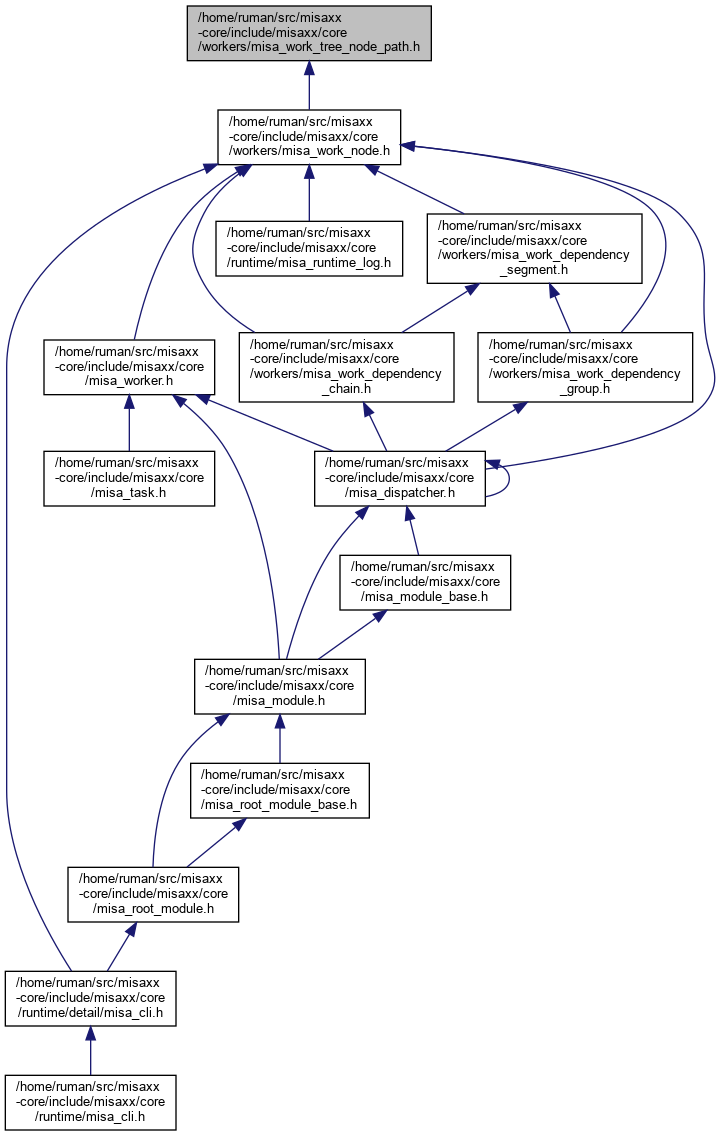 /home/ruman/src/misaxx
-core/include/misaxx/core
/workers/misa_work_tree_node_path.h
/home/ruman/src/misaxx
-core/include/misaxx/core
/workers/misa_work_node.h
/home/ruman/src/misaxx
-core/include/misaxx/core
/runtime/misa_runtime_log.h
/home/ruman/src/misaxx
-core/include/misaxx/core
/workers/misa_work_dependency
_segment.h
/home/ruman/src/misaxx
-core/include/misaxx/core
/misa_worker.h
/home/ruman/src/misaxx
-core/include/misaxx/core
/workers/misa_work_dependency
_chain.h
/home/ruman/src/misaxx
-core/include/misaxx/core
/workers/misa_work_dependency
_group.h
/home/ruman/src/misaxx
-core/include/misaxx/core
/misa_task.h
/home/ruman/src/misaxx
-core/include/misaxx/core
/misa_dispatcher.h
/home/ruman/src/misaxx
-core/include/misaxx/core
/misa_module_base.h
/home/ruman/src/misaxx
-core/include/misaxx/core
/misa_module.h
/home/ruman/src/misaxx
-core/include/misaxx/core
/misa_root_module_base.h
/home/ruman/src/misaxx
-core/include/misaxx/core
/misa_root_module.h
/home/ruman/src/misaxx
-core/include/misaxx/core
/runtime/detail/misa_cli.h
/home/ruman/src/misaxx
-core/include/misaxx/core
/runtime/misa_cli.h